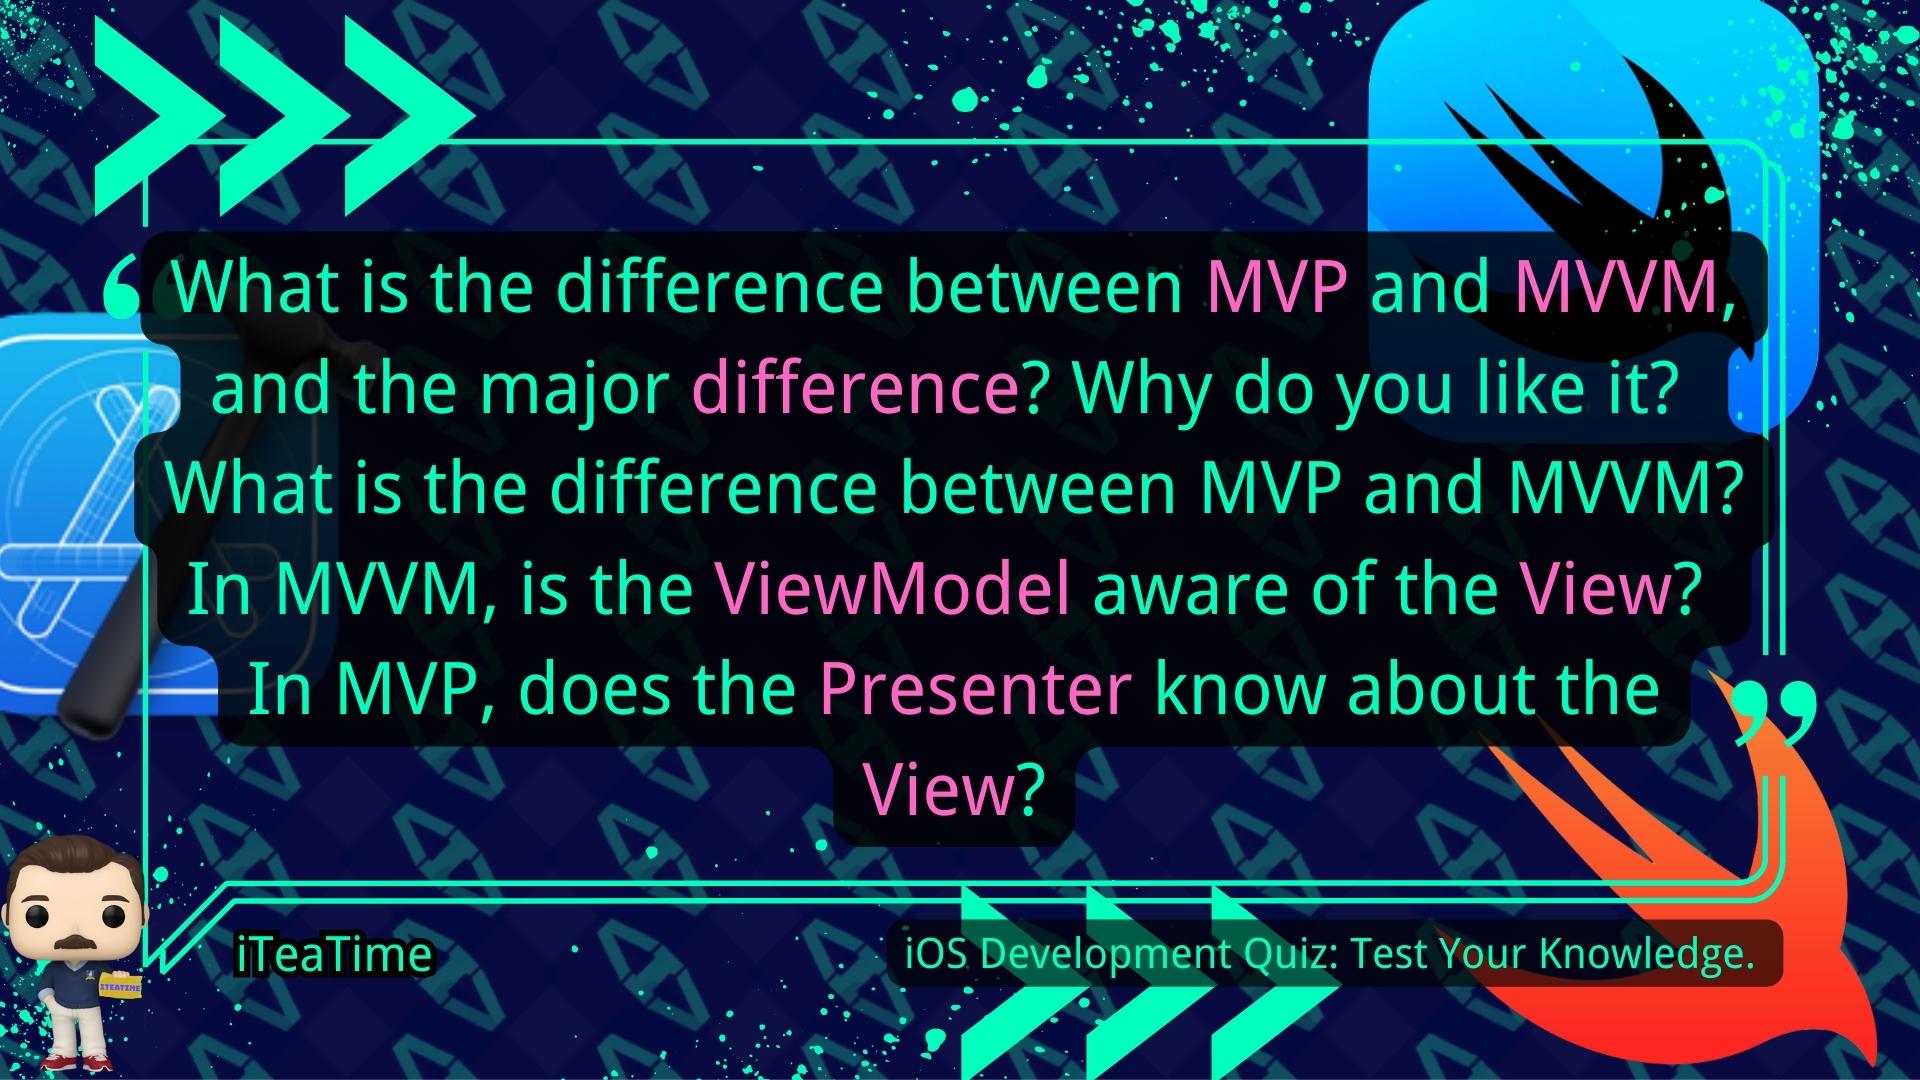 What is the difference between MVP and MVVM,
and the major difference? Why do you like it?
What is the difference between MVP and MVVM?
In MVVM, is the ViewModel aware of the View?
In MVP, does the Presenter know about the
View?
iTeaTime
iOS Development Quiz: Test Your Knowledge.
ITEATIME